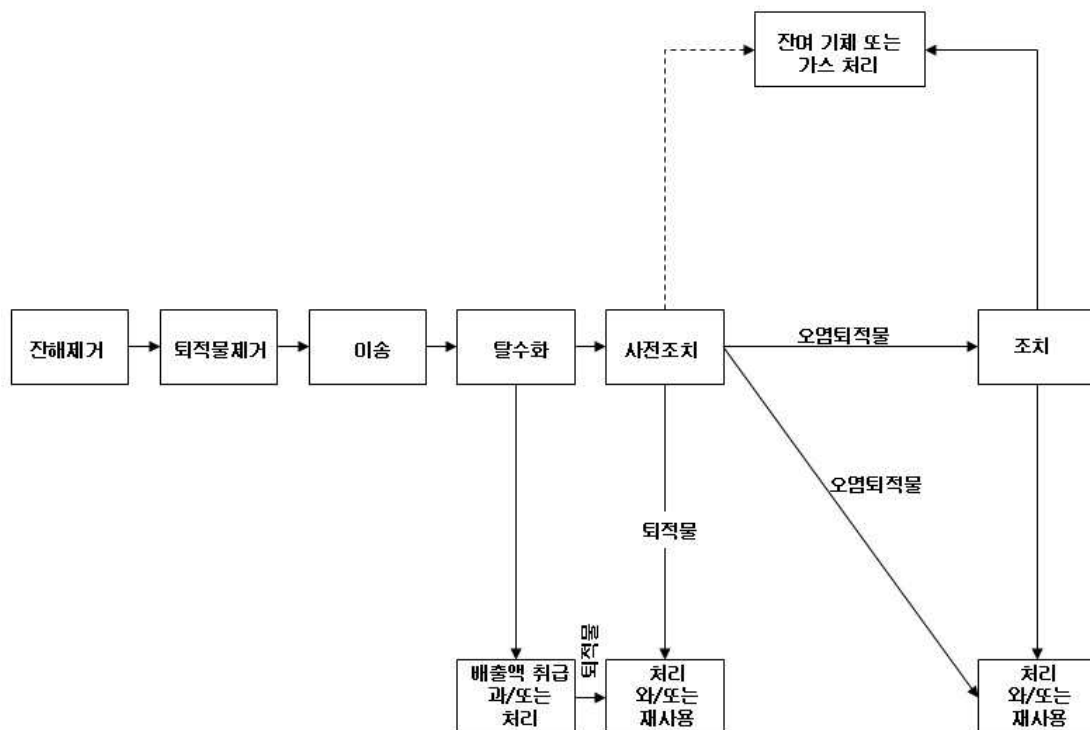 잔여 기체 또는
가스 처리
잔해제거
퇴적물제거
이송
탈수화
사전조치
오염퇴적물
조치
오염퇴적물
퇴적물
퇴적물
배출액 취급
과/또는
처리
처리
와/또는
재사용
처리
와/또는
재사용